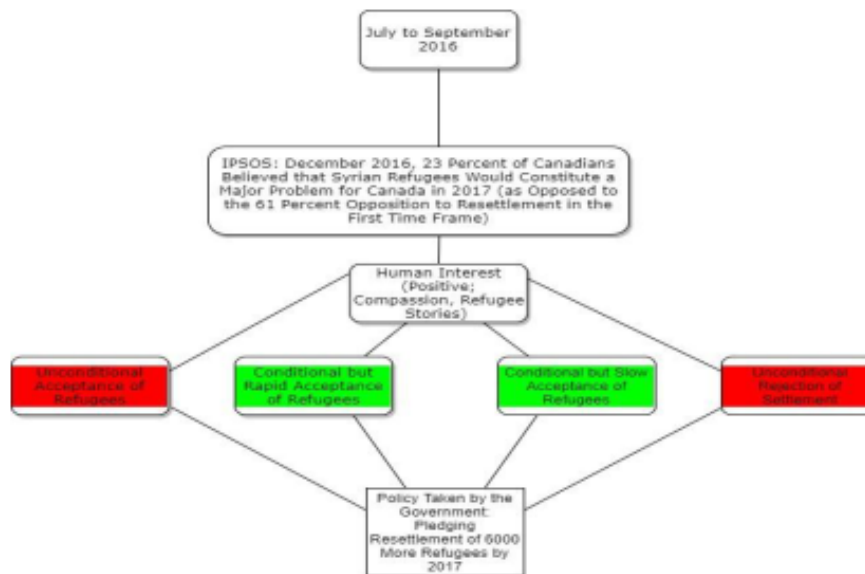 July to September
2016
IPSOS: December 2016, 23 Percent of Canadians
Believed that Syrian Refugees Would Constitute a
Major Problem for Canada in 2017 (as Opposed to
the 61 Percent Opposition to Resettlement in the
First Time Frame)
Human Interest
(Positive;
Compassion, Refugee
Stories)
Unconditional
Acceptance of
Refugees
Conditional but
Rapid Acceptance
of Refugees
Conditional but Slow
Acceptance of
Refugees
Unconditional
Rejection of
Settlement
Policy Taken by the
Government:
Pledging
Resettlement of 6000
More Refugees by
2017